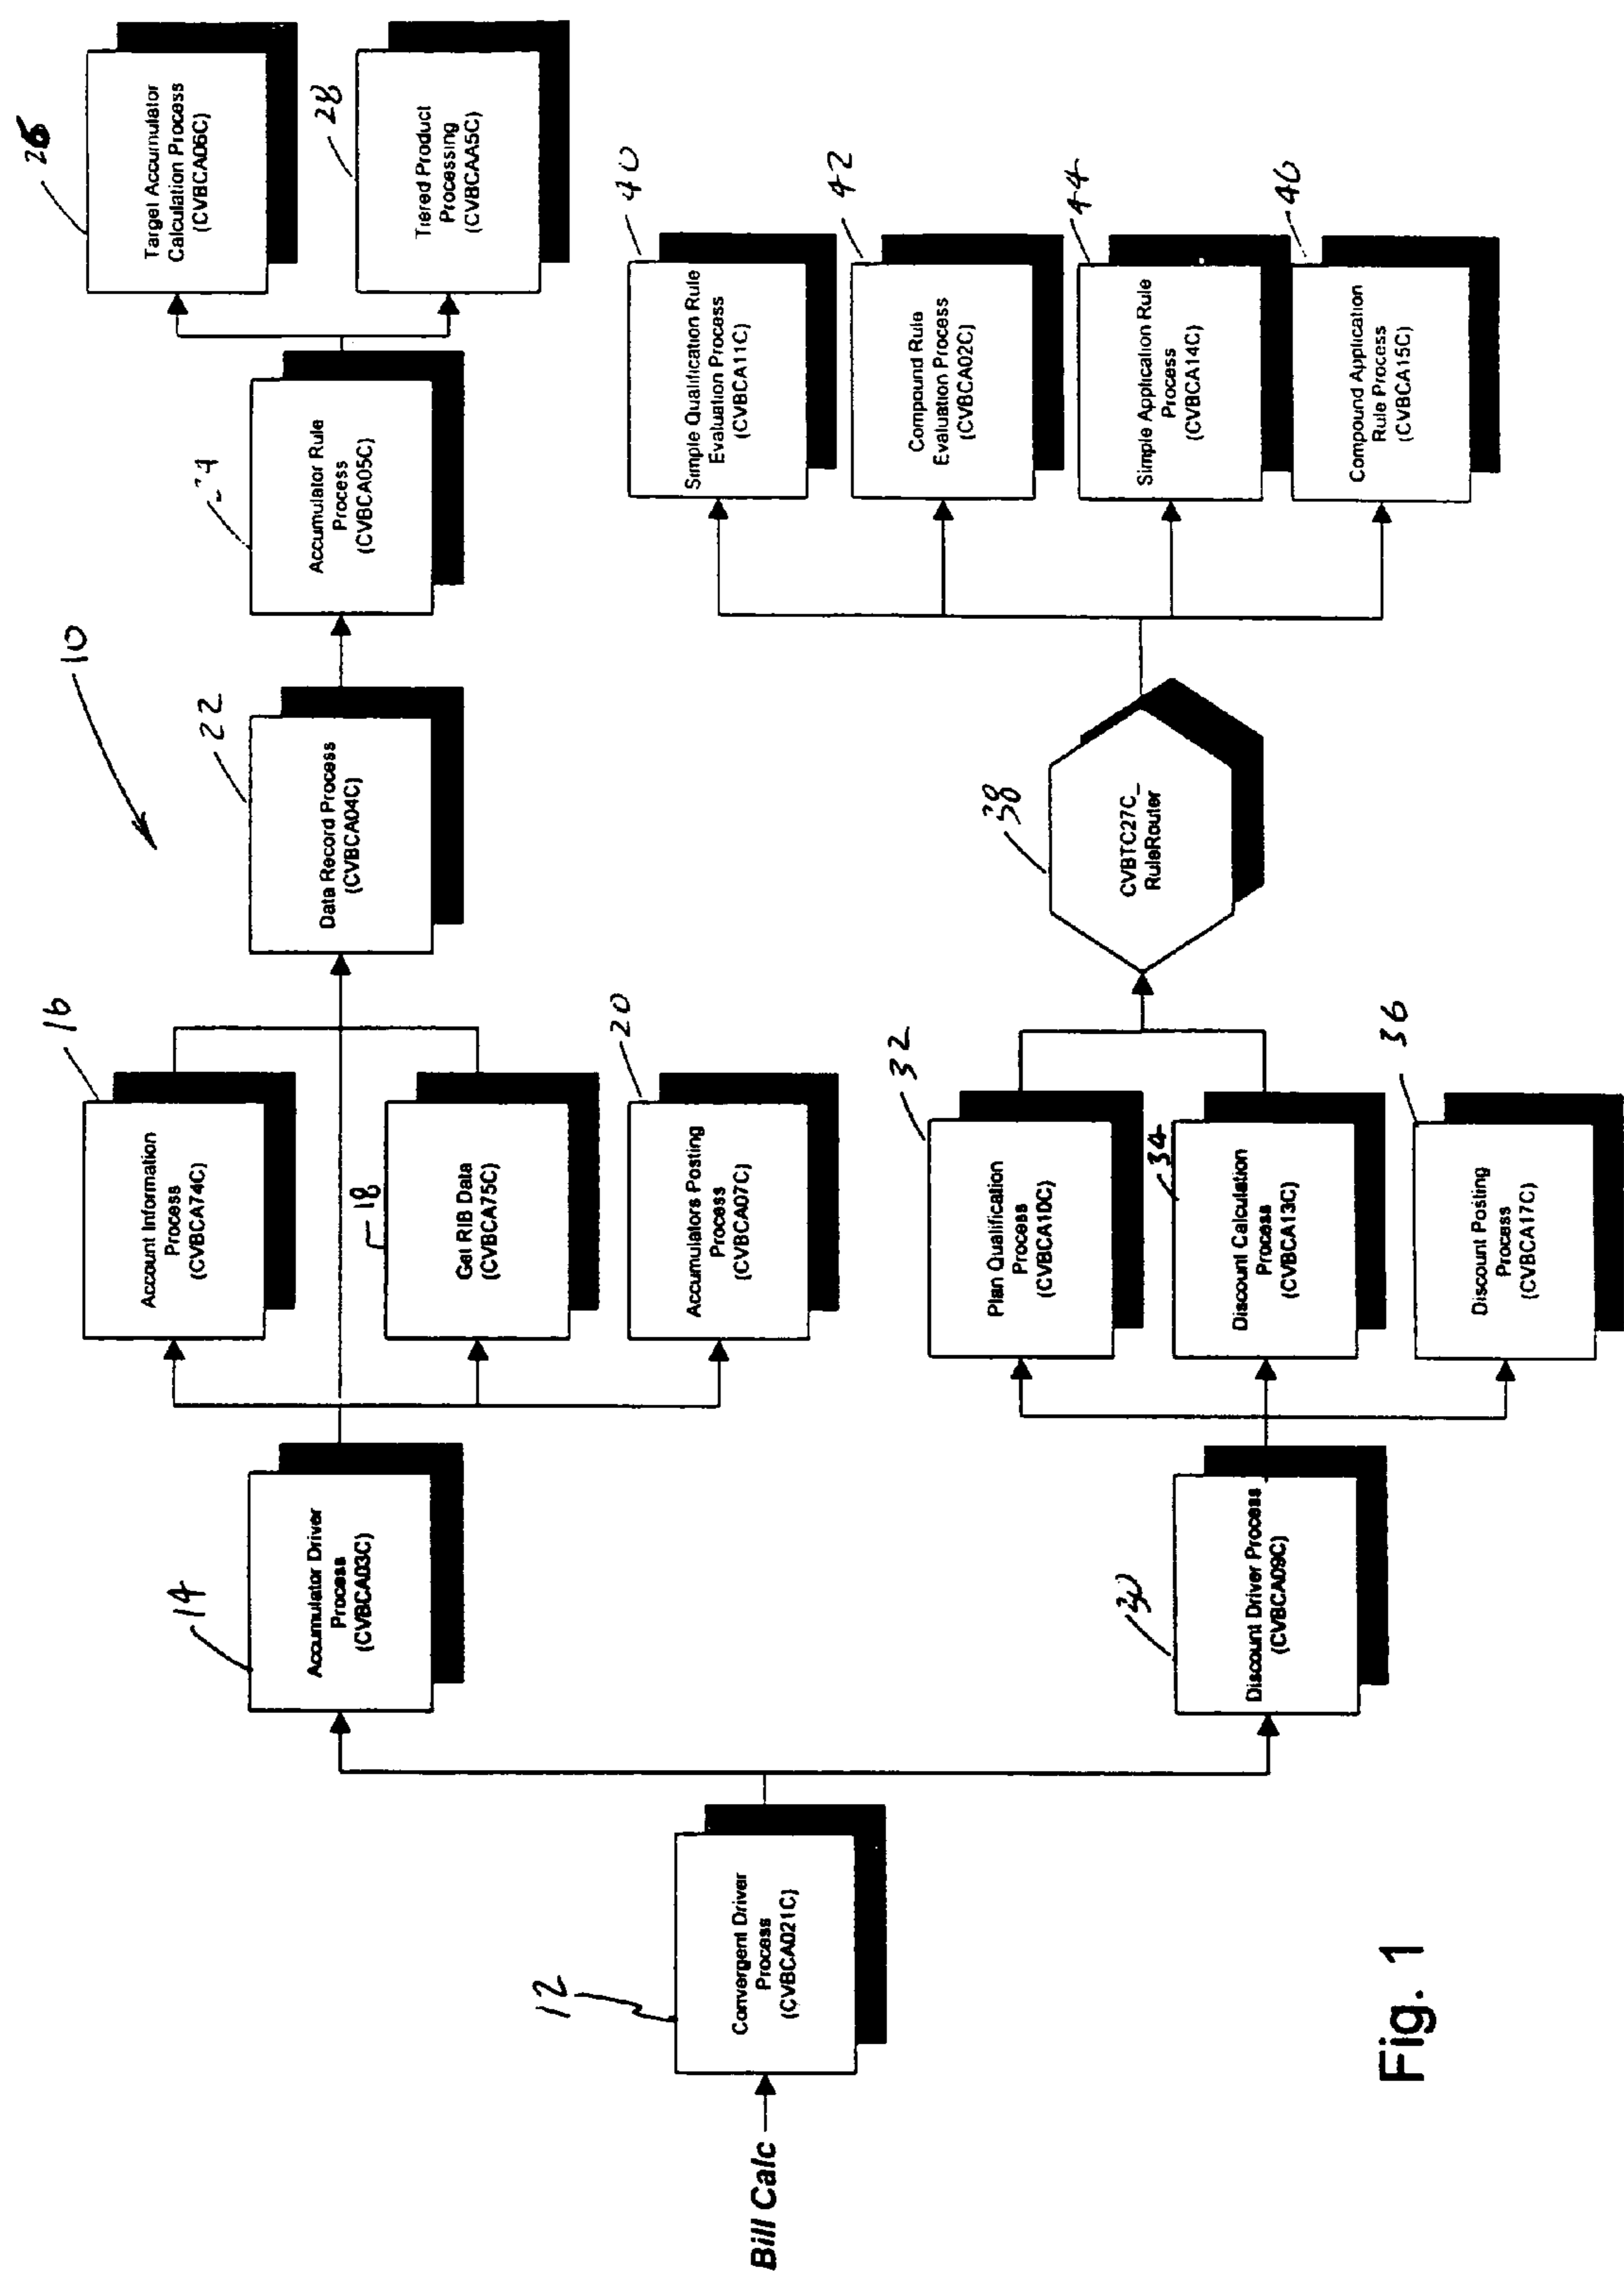 Bill Calc
12
Convergent Driver
Process
(CVBCA021C)
10
14
Accumulator Driver
Process
(CVBCA03C)
16
Account Information
Process
(CVBCA74C)
18
Get RIB Data
(CVBCA75C)
20
Accumulators Posting
Process
(CVBCA07C)
22
Data Record Process
(CVBCA04C)
24
Accumulator Rule
Process
(CVBCA05C)
26
Target Accumulator
Calculation Process
(CVBCA06C)
28
Tiered Product
Processing
(CVBCAA5C)
30
Discount Driver Process
(CVBCA09C)
32
Plan Qualification
Process
(CVBCA10C)
34
Discount Calculation
Process
(CVBCA13C)
36
Discount Posting
Process
(CVBCA17C)
38
CVBTC27C_
RuleRouter
40
Simple Qualification Rule
Evaluation Process
(CVBCA11C)
42
Compound Rule
Evaluation Process
(CVBCA02C)
44
Simple Application Rule
Process
(CVBCA14C)
46
Compound Application
Rule Process
(CVBCA15C)
Fig. 1